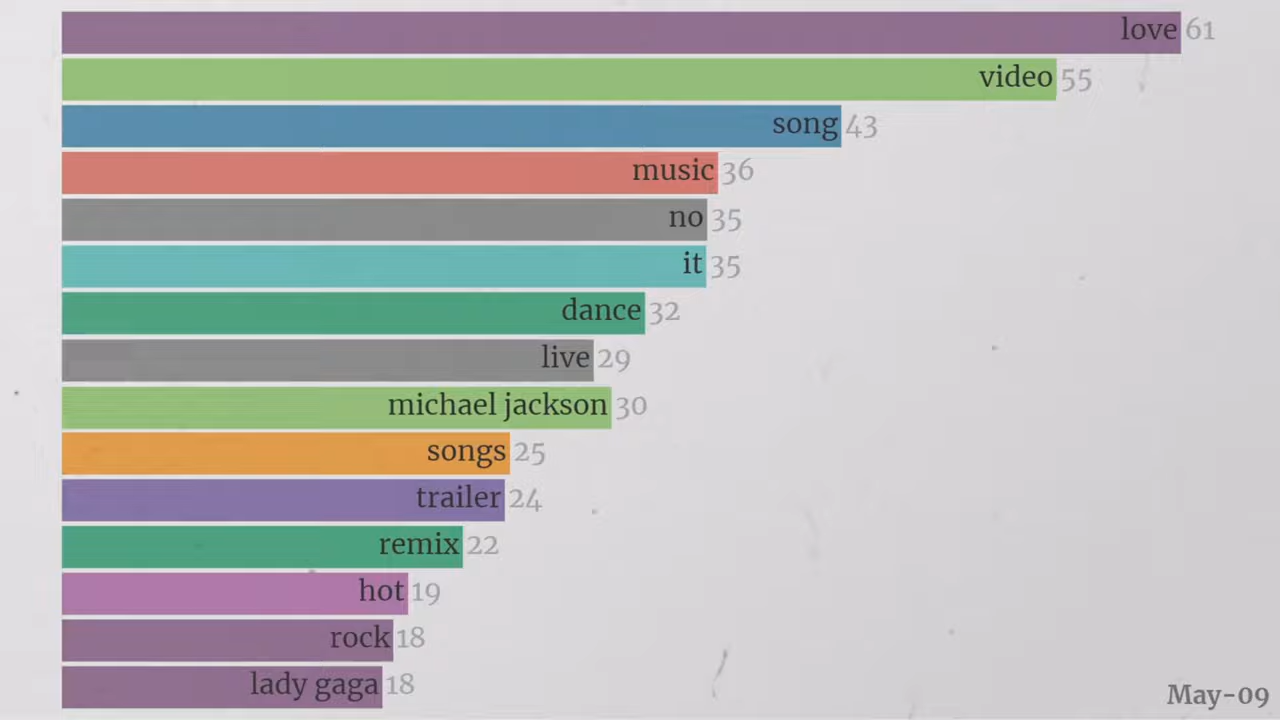 love 61
video 55
song 43
music 36
no 35
it 35
dance 32
live 29
michael jackson 30
songs 25
trailer 24
remix 22
hot 19
rock 18
lady gaga 18
May-09